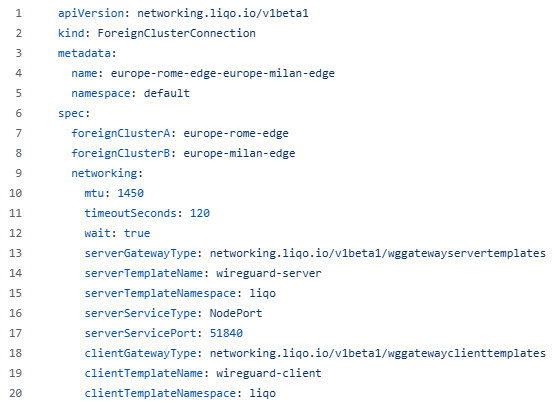 1 apiVersion: networking.liqo.io/v1beta1
2 kind: ForeignClusterConnection
3 metadata:
4   name: europe-rome-edge-europe-milan-edge
5   namespace: default
6 spec:
7   foreignClusterA: europe-rome-edge
8   foreignClusterB: europe-milan-edge
9   networking:
10     mtu: 1450
11     timeoutSeconds: 120
12     wait: true
13     serverGatewayType: networking.liqo.io/v1beta1/wggatewayservertemplates
14     serverTemplateName: wireguard-server
15     serverTemplateNamespace: liqo
16     serverServiceType: NodePort
17     serverServicePort: 51840
18     clientGatewayType: networking.liqo.io/v1beta1/wggatewayclienttemplates
19     clientTemplateName: wireguard-client
20     clientTemplateNamespace: liqo